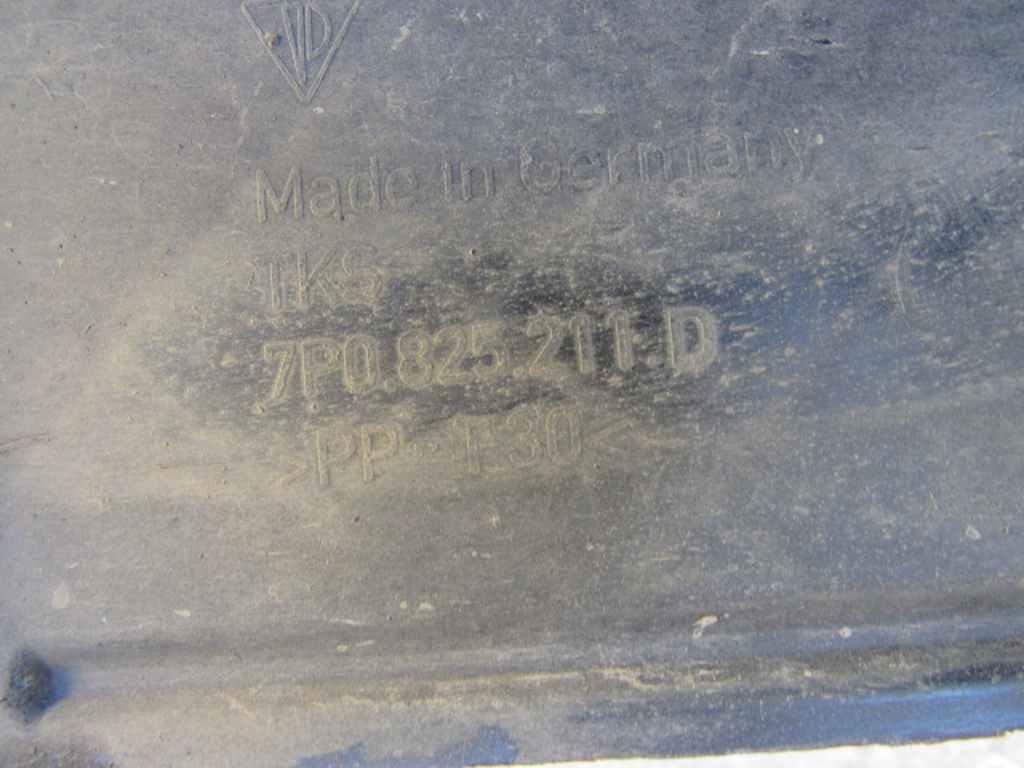 Made in Germany
TKS
7P0.825.211.D
>PP-T30<